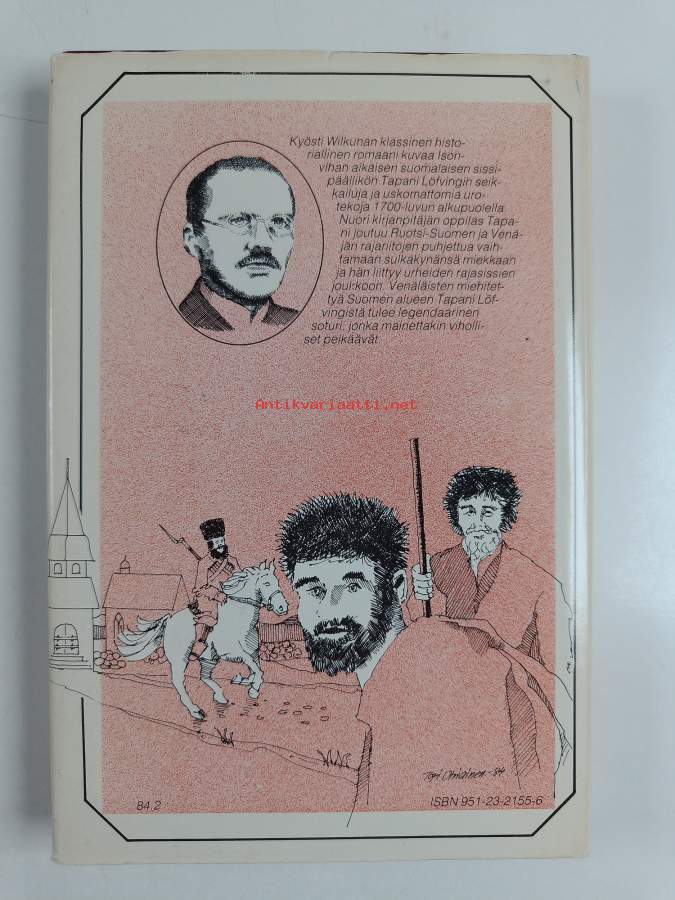 Kyösti Wilkunan klassinen histo-
riallinen romaani kuvaa Ison-
vihan aikaisen suomalaisen sissi-
päällikön Tapani Löfvingin seik-
kailuja ja uskomattomia uro-
tekoja 1700-luvun alkupuolella.
Nuori kirjanpitäjän oppilas Tapa-
ni joutuu Ruotsi-Suomen ja Venä-
jän rajariitojen puhjettua vaih-
tamaan sulkakynänsä miekkaan
ja hän liittyy urheiden rajasissien
joukkoon. Venäläisten miehitet-
tyä Suomen alueen Tapani Löf-
vingistä tulee legendaarinen
soturi, jonka mainettakin viholli-
set pelkäävät.
Antikvariaatti.net
84.2
ISBN 951-23-2155-6